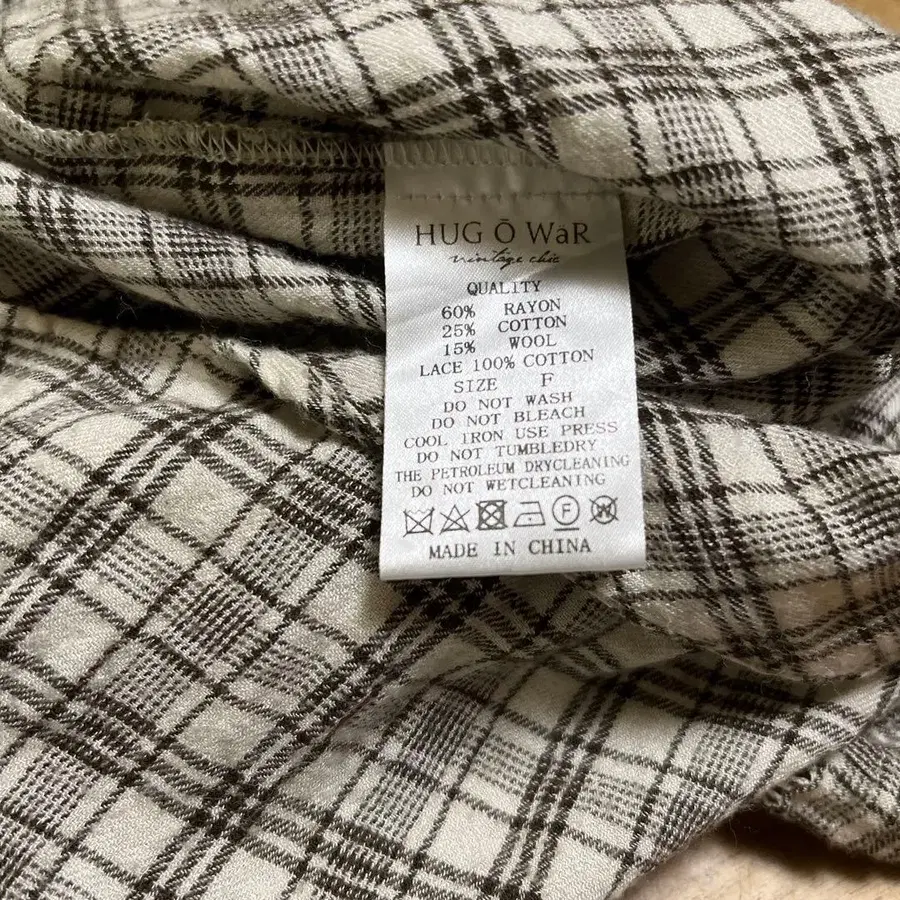 HUG Ō WaR
vintage chic
QUALITY
60% RAYON
25% COTTON
15% WOOL
LACE 100% COTTON
SIZE F
DO NOT WASH
DO NOT BLEACH
COOL IRON USE PRESS
DO NOT TUMBLEDRY
THE PETROLEUM DRYCLEANING
DO NOT WETCLEANING
F W
MADE IN CHINA